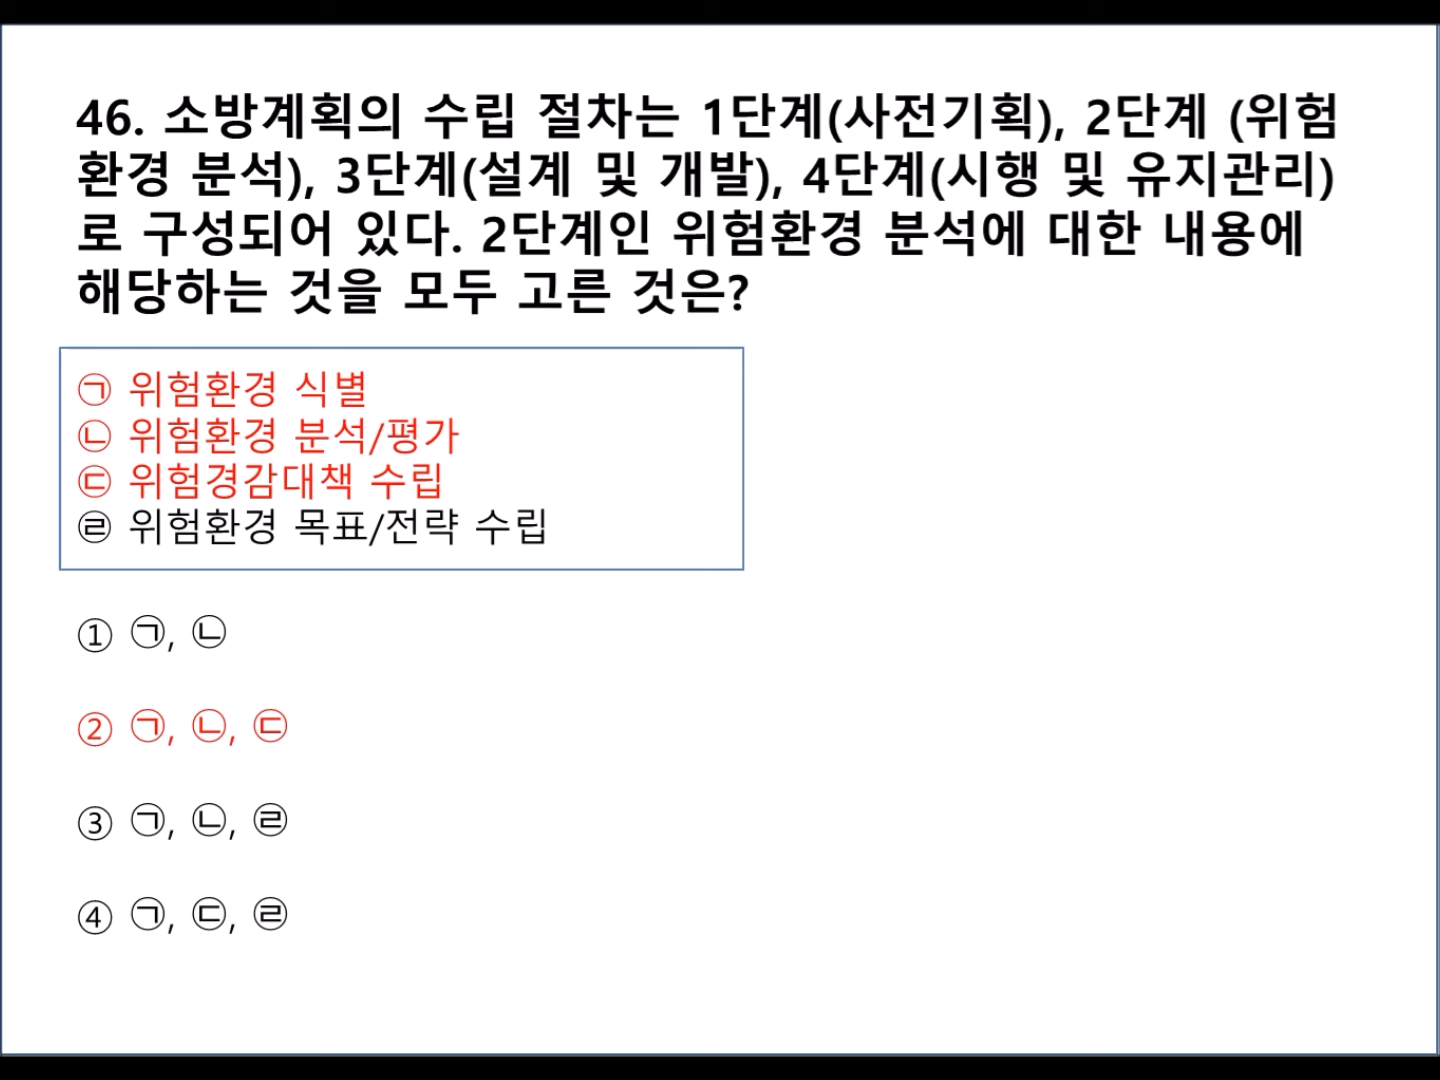 46. 소방계획의 수립 절차는 1단계(사전기획), 2단계 (위험
환경 분석), 3단계(설계 및 개발), 4단계(시행 및 유지관리)
로 구성되어 있다. 2단계인 위험환경 분석에 대한 내용에
해당하는 것을 모두 고른 것은?
㉠ 위험환경 식별
㉡ 위험환경 분석/평가
㉢ 위험경감대책 수립
㉣ 위험환경 목표/전략 수립
① ㉠, ㉡
② ㉠, ㉡, ㉢
③ ㉠, ㉡, ㉣
④ ㉠, ㉢, ㉣